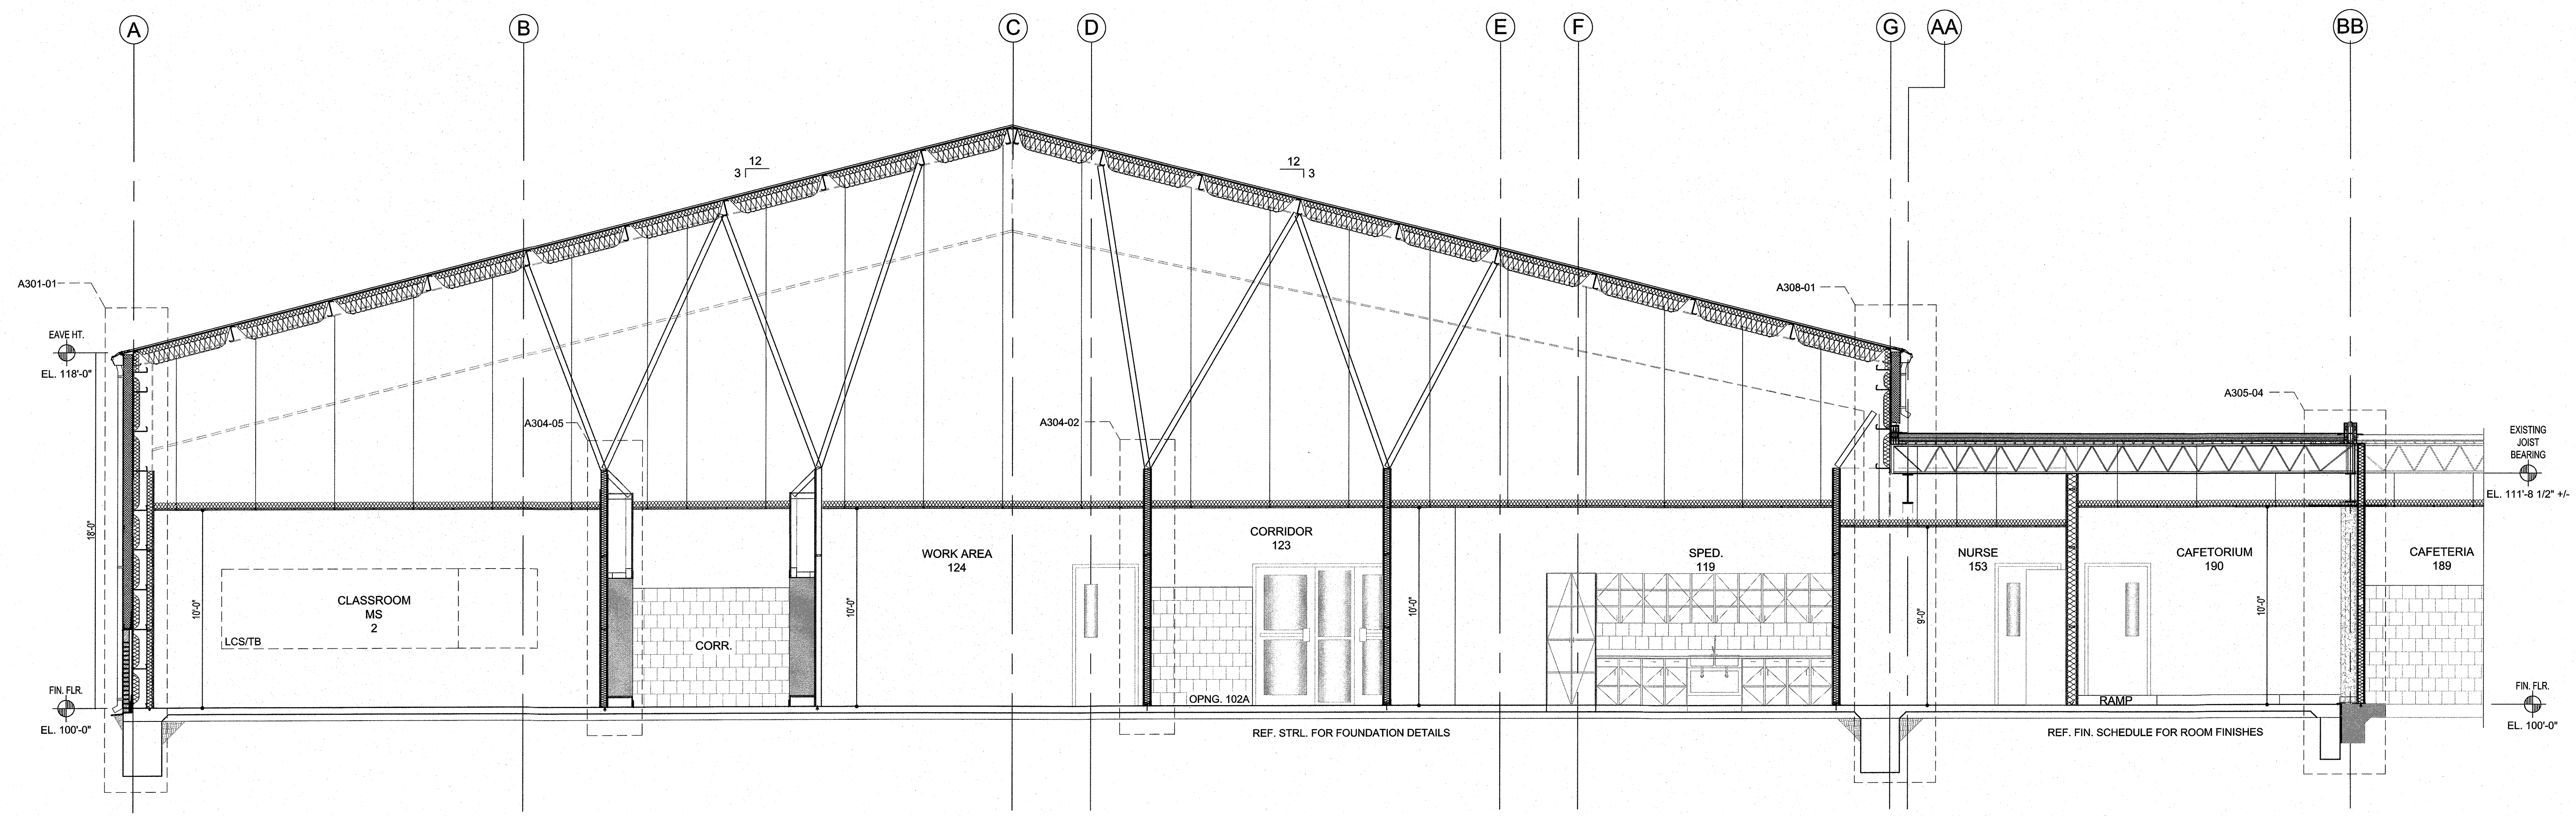 A
B
C
D
E
F
G
AA
BB
12
3
12
3
A301-01
A308-01
EAVE HT.
EL. 118'-0"
A304-05
A304-02
A305-04
EXISTING
JOIST
BEARING
EL. 111'-8 1/2" +/-
18'-0"
10'-0"
CLASSROOM
MS
2
LCS/TB
CORR.
10'-0"
WORK AREA
124
CORRIDOR
123
OPNG. 102A
10'-0"
SPED.
119
9'-0"
NURSE
153
CAFETORIUM
190
10'-0"
RAMP
CAFETERIA
189
FIN. FLR.
EL. 100'-0"
FIN. FLR.
EL. 100'-0"
REF. STRL. FOR FOUNDATION DETAILS
REF. FIN. SCHEDULE FOR ROOM FINISHES